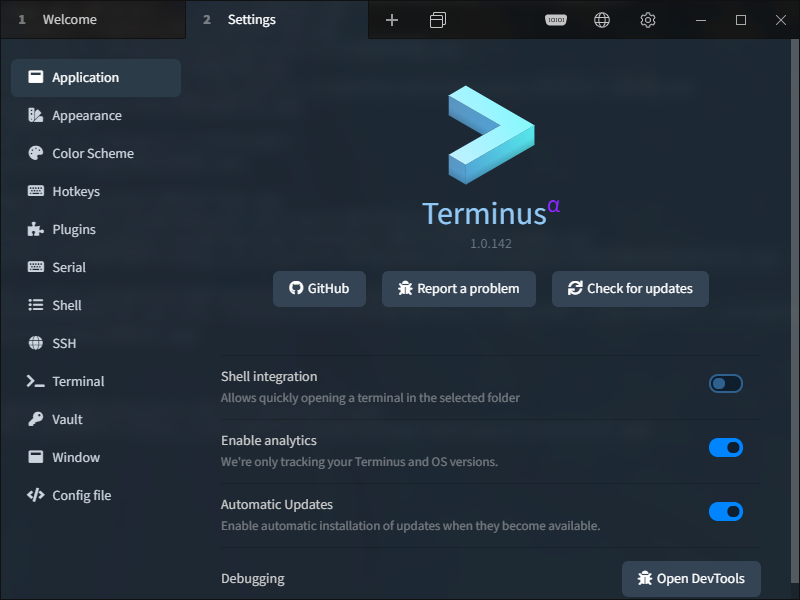 1 Welcome
2 Settings
Application
Appearance
Color Scheme
Hotkeys
Plugins
Serial
Shell
SSH
Terminal
Vault
Window
Config file
Terminusα
1.0.142
GitHub
Report a problem
Check for updates
Shell integration
Allows quickly opening a terminal in the selected folder
Enable analytics
We're only tracking your Terminus and OS versions.
Automatic Updates
Enable automatic installation of updates when they become available.
Debugging
Open DevTools